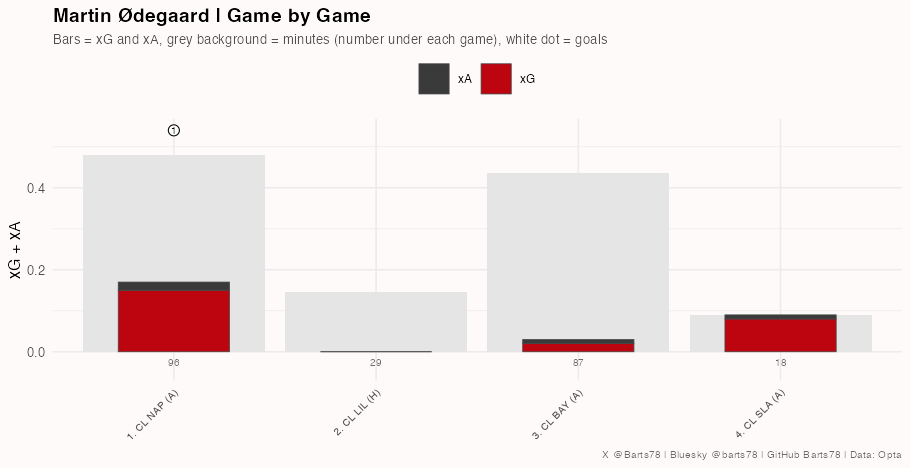 Martin Ødegaard | Game by Game
Bars = xG and xA, grey background = minutes (number under each game), white dot = goals
xA xG
1
xG + xA
0.4
0.2
0.0
96 29 87 18
1. CL NAP (A) 2. CL LIL (H) 3. CL BAY (A) 4. CL SLA (A)
X @Barts78 | Bluesky @barts78 | GitHub Barts78 | Data: Opta